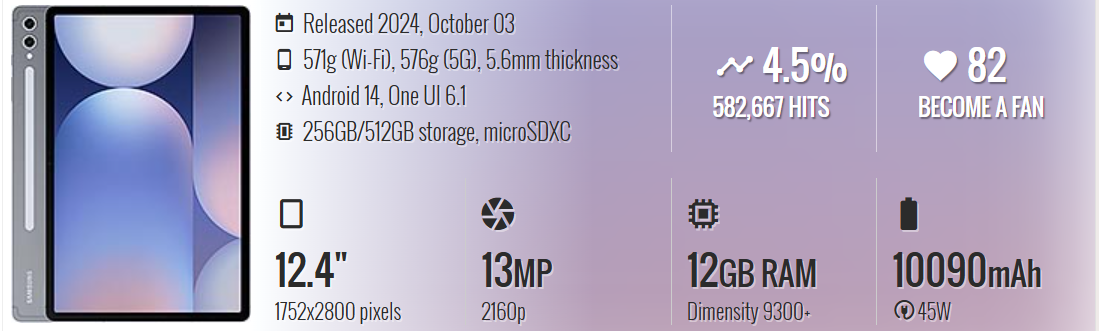 Released 2024, October 03
571g (Wi-Fi), 576g (5G), 5.6mm thickness
Android 14, One UI 6.1
256GB/512GB storage, microSDXC
4.5%
582,667 HITS
82
BECOME A FAN
12.4"
1752x2800 pixels
13MP
2160p
12GB RAM
Dimensity 9300+
10090mAh
45W
SAMSUNG